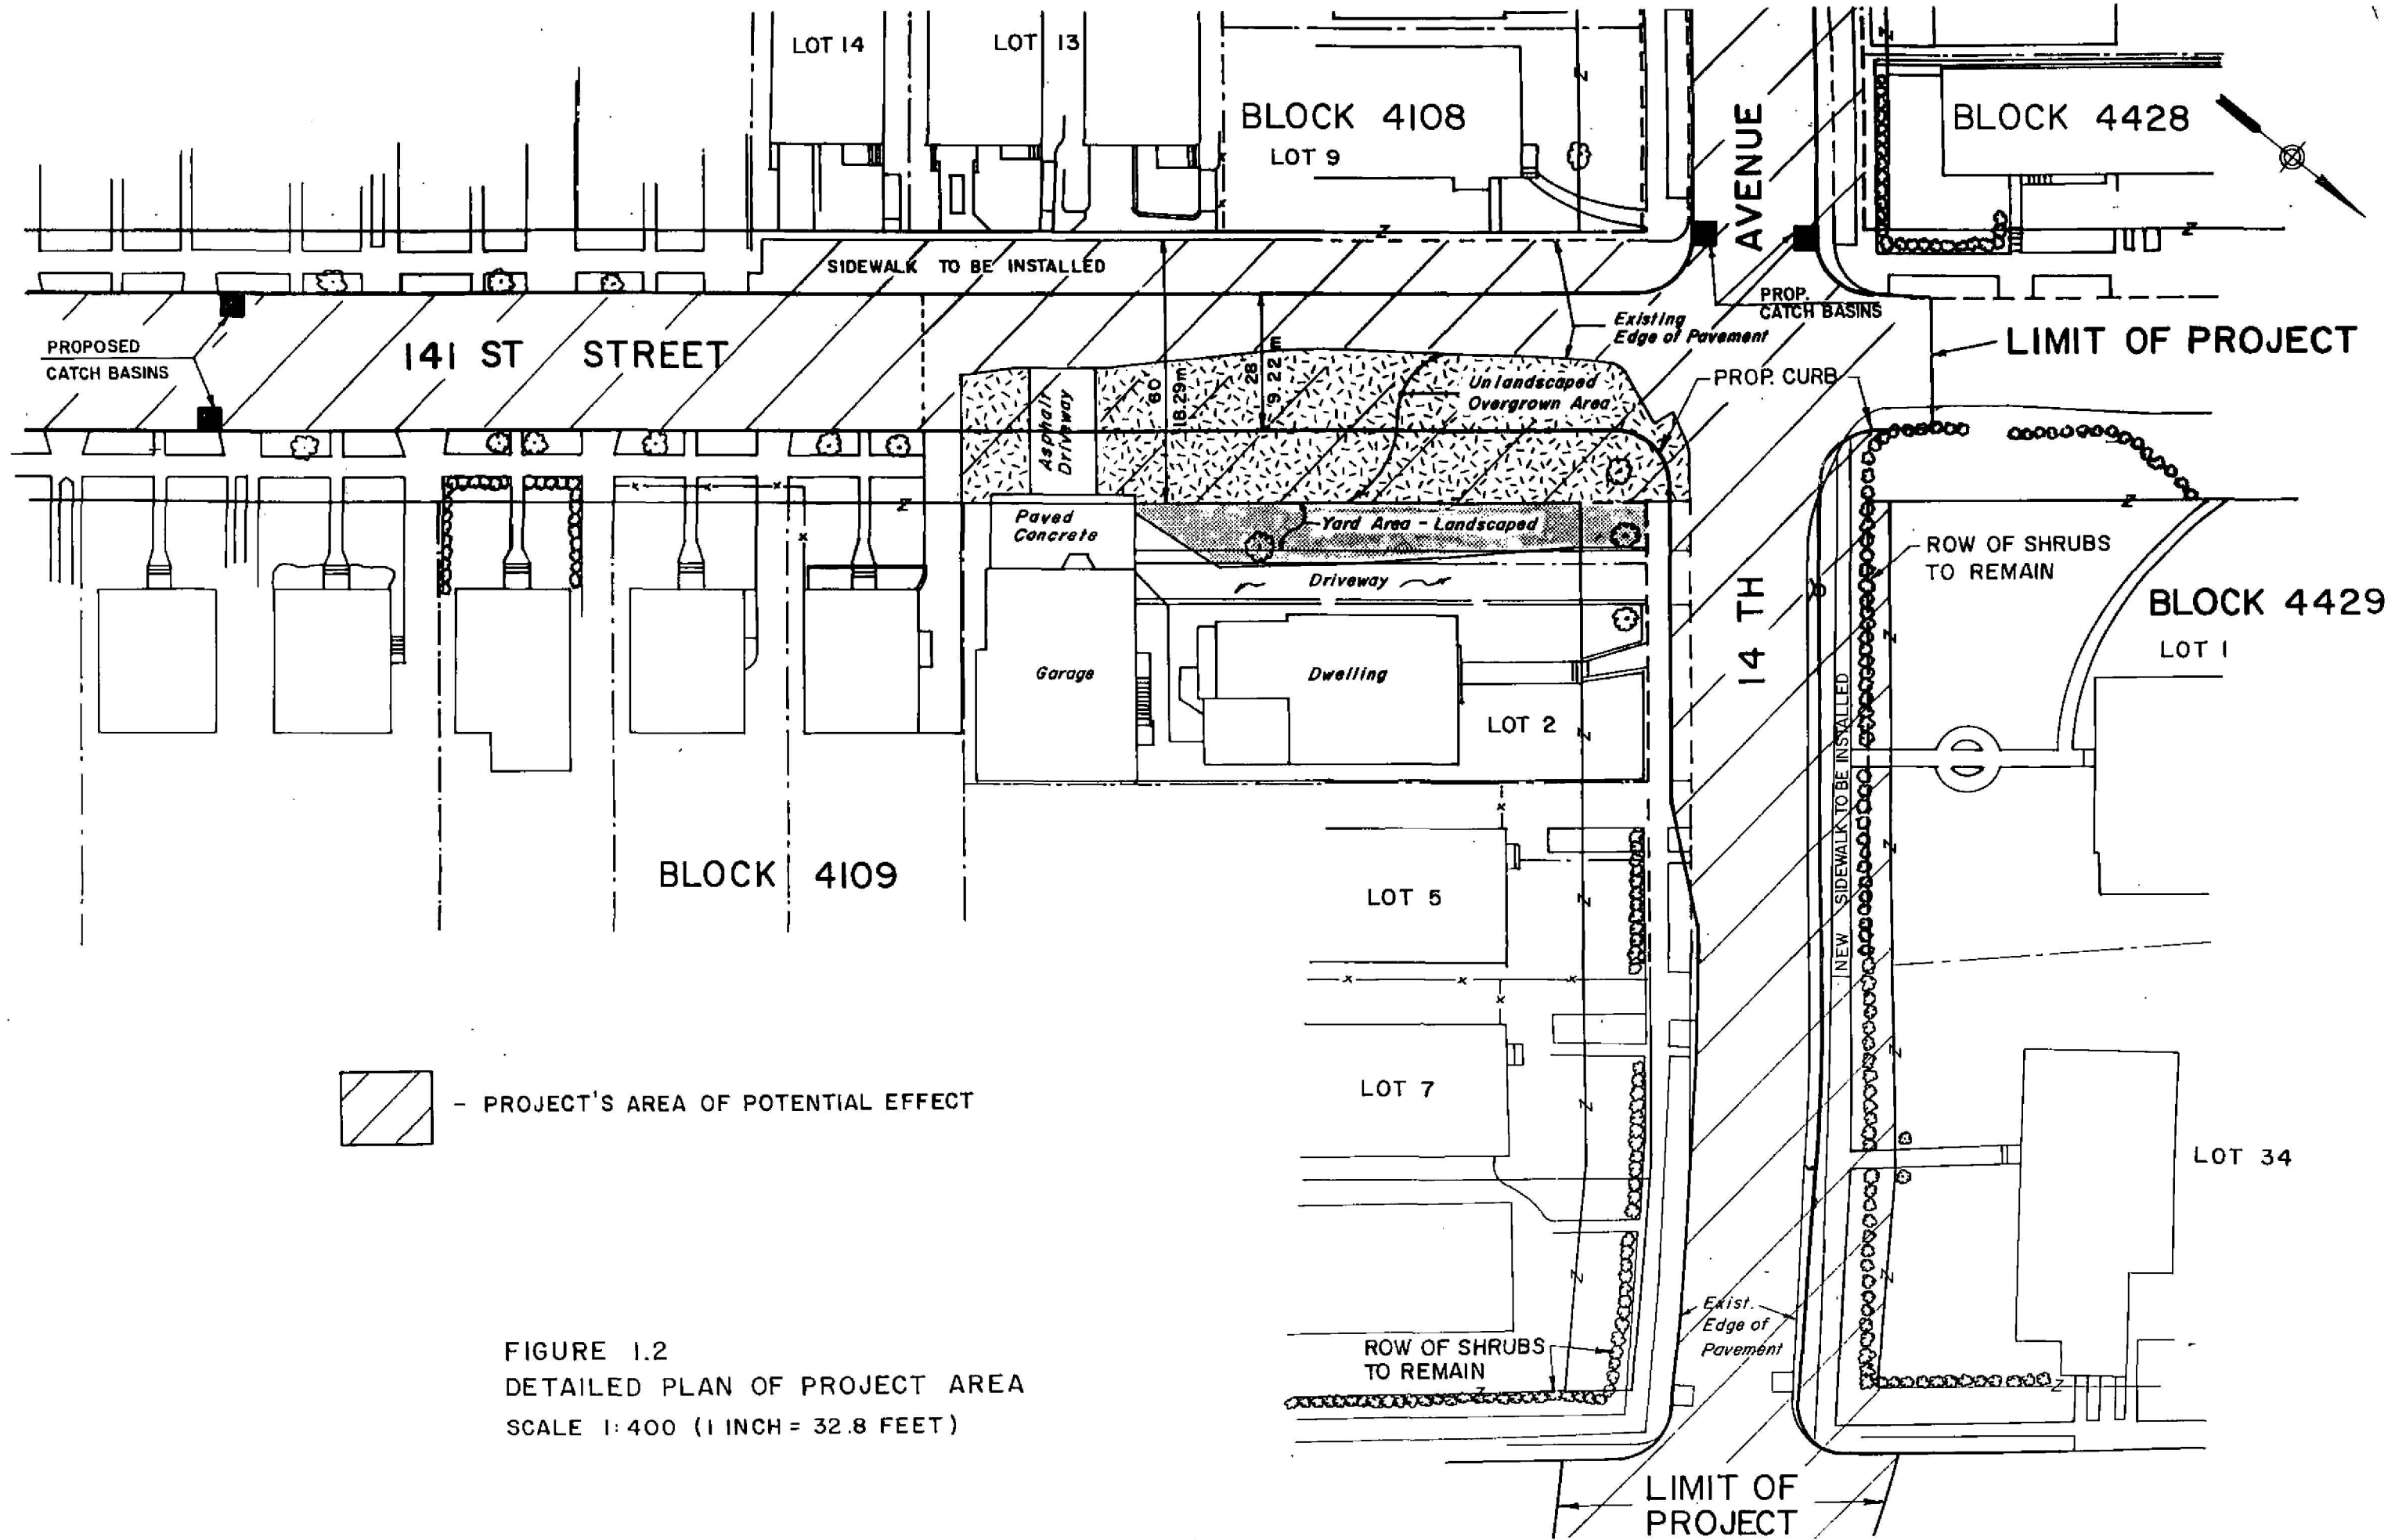 LOT 14
LOT 13
BLOCK 4108
LOT 9
AVENUE
BLOCK 4428
SIDEWALK TO BE INSTALLED
PROP.
CATCH BASINS
Existing
Edge of Pavement
LIMIT OF PROJECT
PROPOSED
CATCH BASINS
141 ST STREET
60
18.29m
28
9.22 m
Unlandscaped
Overgrown Area
PROP. CURB
Asphalt
Driveway
Paved
Concrete
Yard Area - Landscaped
Driveway
ROW OF SHRUBS
TO REMAIN
BLOCK 4429
LOT 1
14 TH
Garage
Dwelling
LOT 2
NEW SIDEWALK TO BE INSTALLED
BLOCK 4109
LOT 5
LOT 7
- PROJECT'S AREA OF POTENTIAL EFFECT
LOT 34
Exist.
Edge of
Pavement
ROW OF SHRUBS
TO REMAIN
FIGURE 1.2
DETAILED PLAN OF PROJECT AREA
SCALE 1:400 (1 INCH = 32.8 FEET)
LIMIT OF
PROJECT